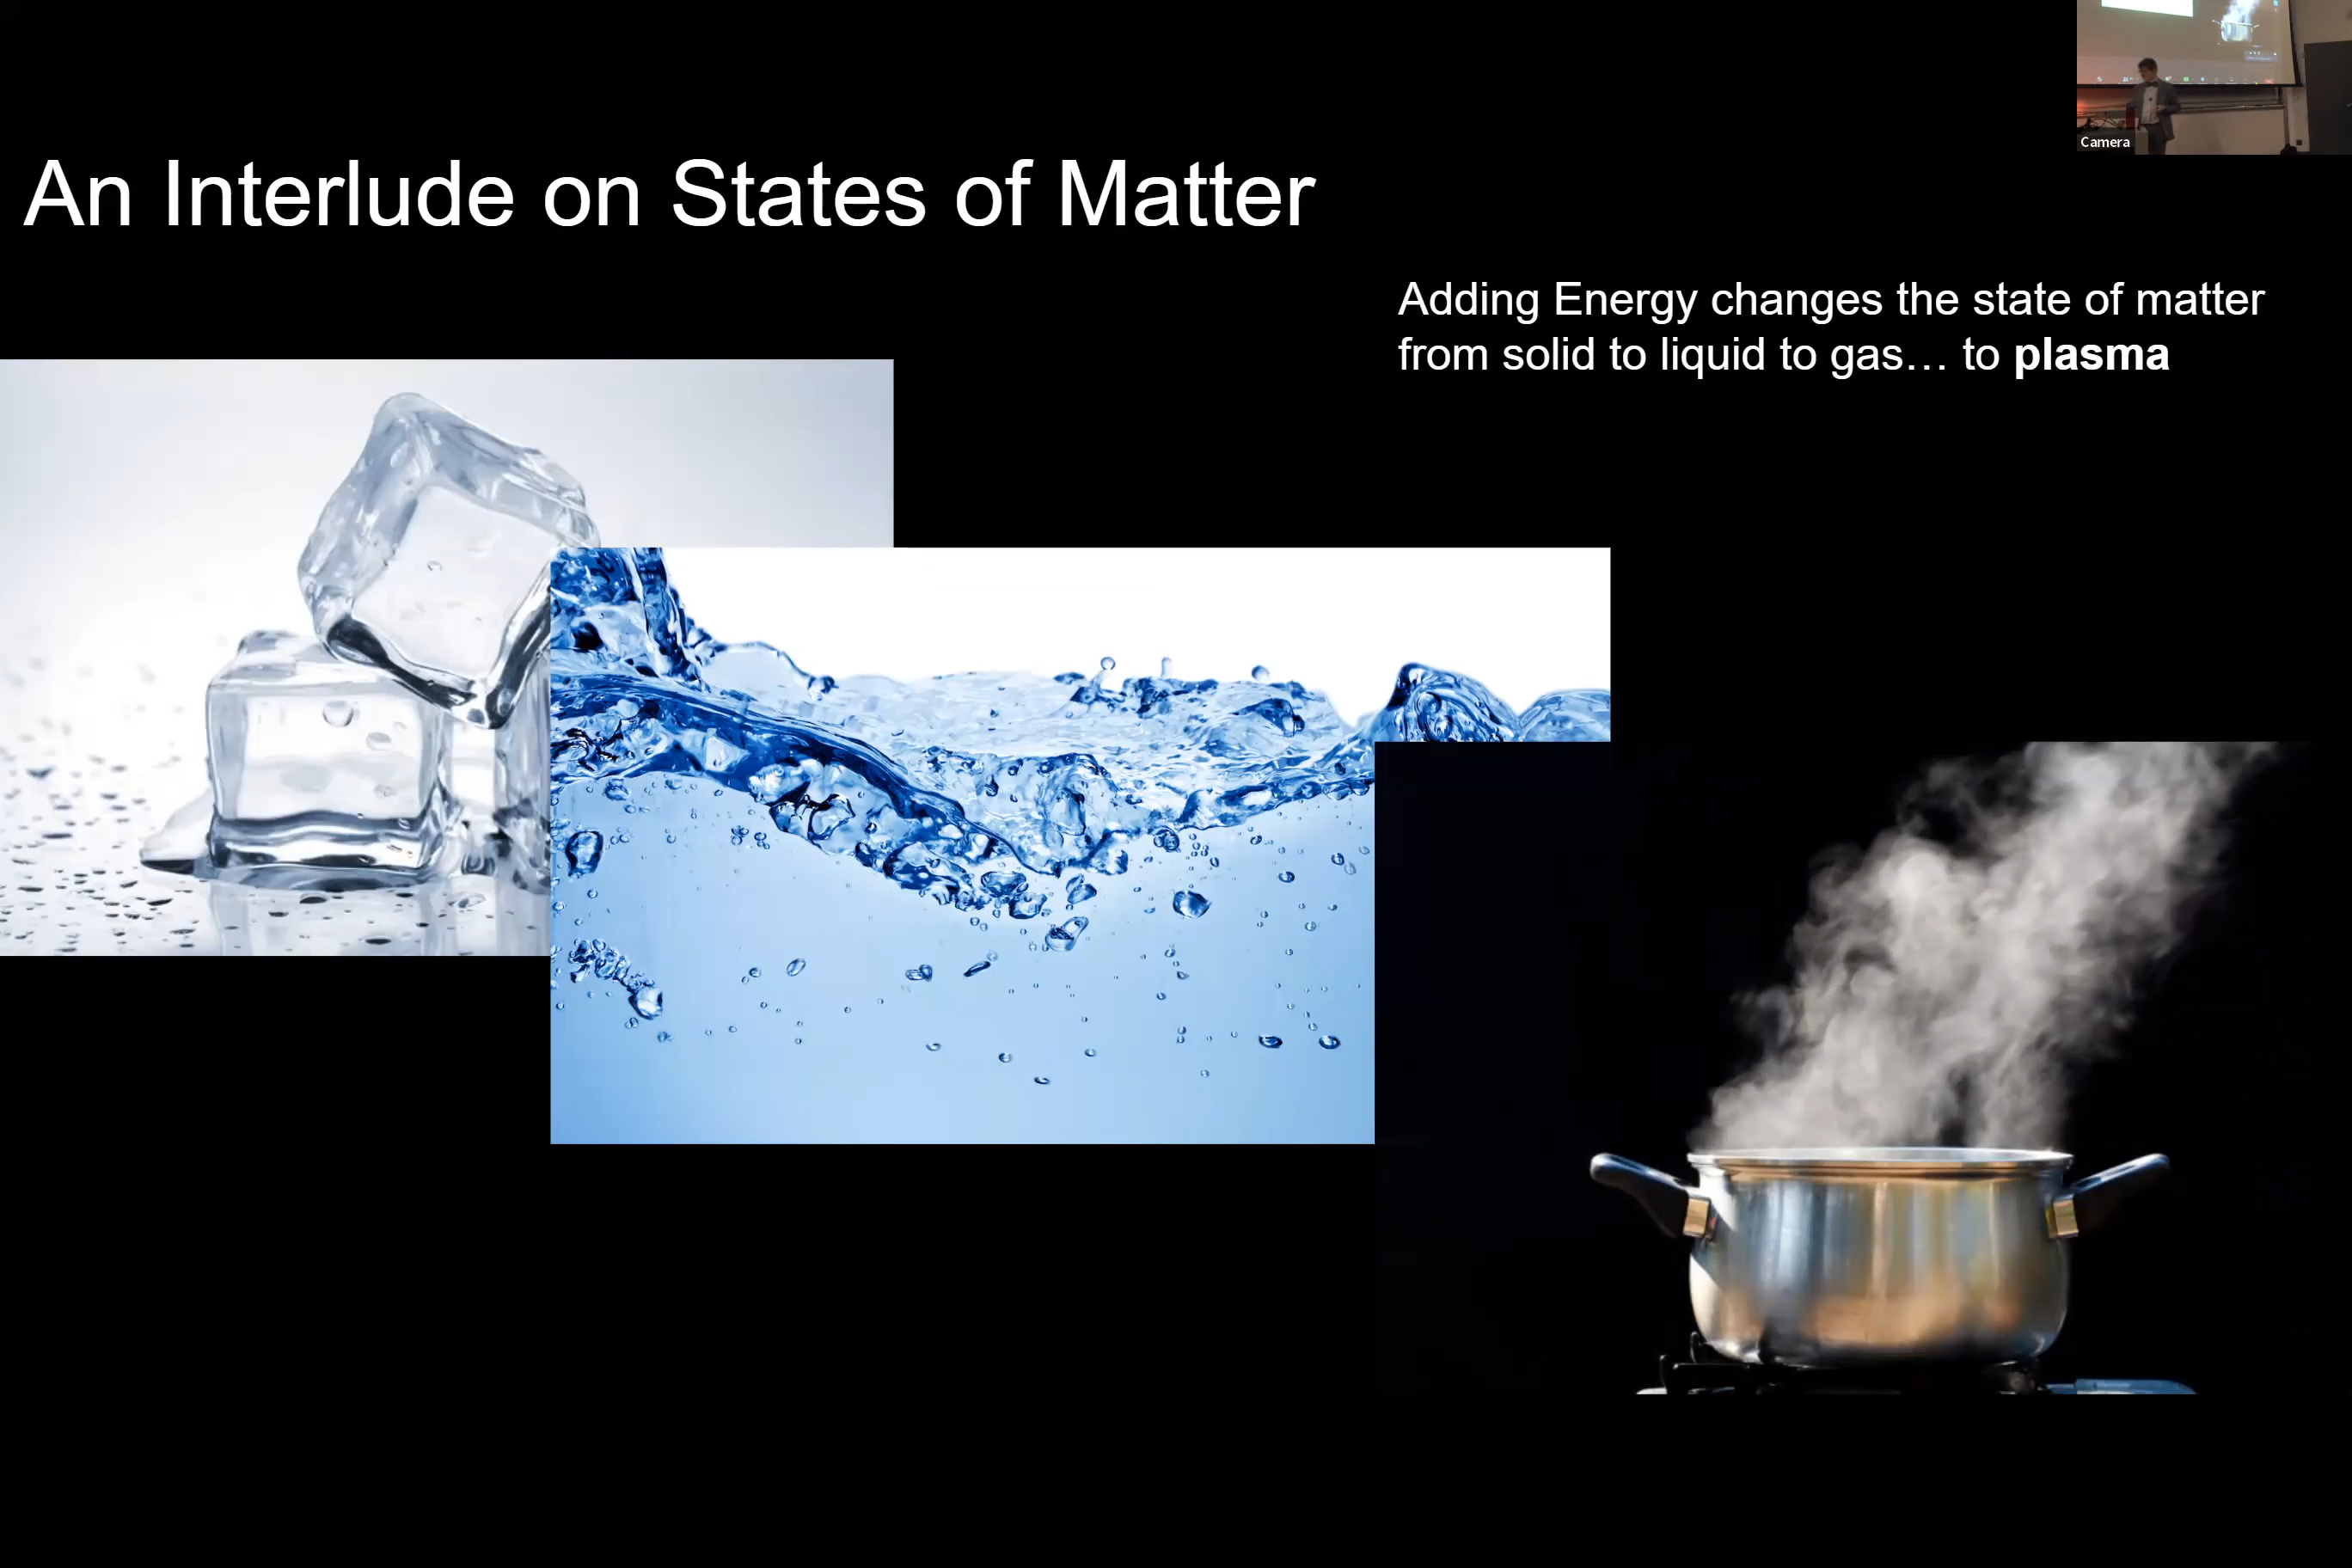 Camera
An Interlude on States of Matter
Adding Energy changes the state of matter
from solid to liquid to gas… to plasma